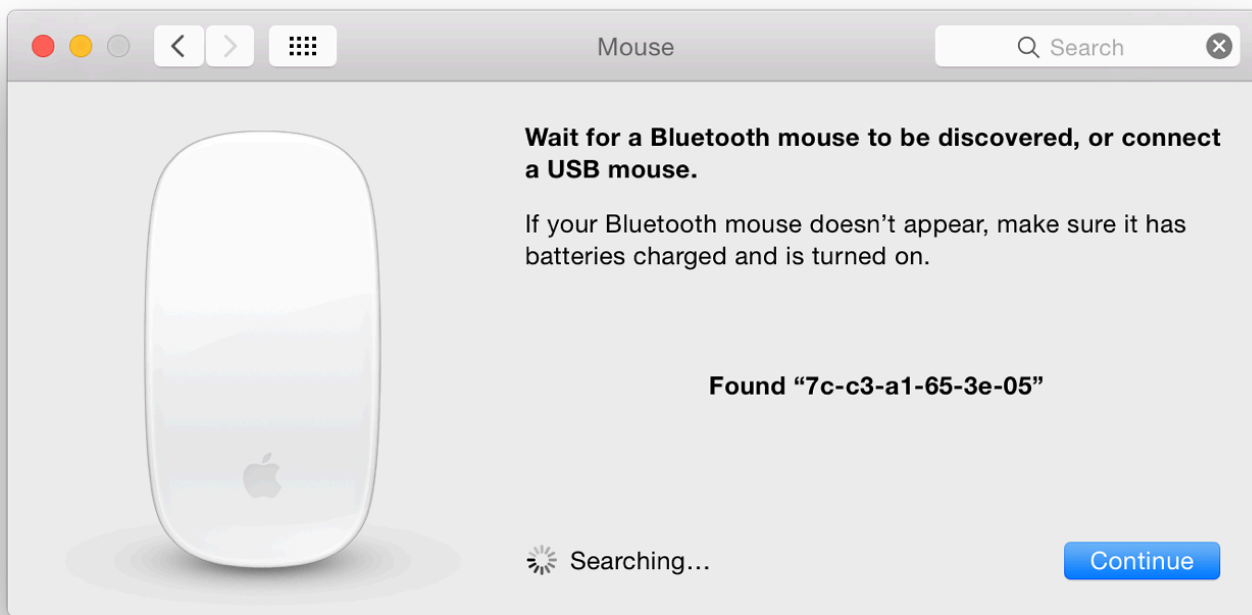 Mouse
Search
Wait for a Bluetooth mouse to be discovered, or connect
a USB mouse.
If your Bluetooth mouse doesn’t appear, make sure it has
batteries charged and is turned on.
Found “7c-c3-a1-65-3e-05”
Searching...
Continue